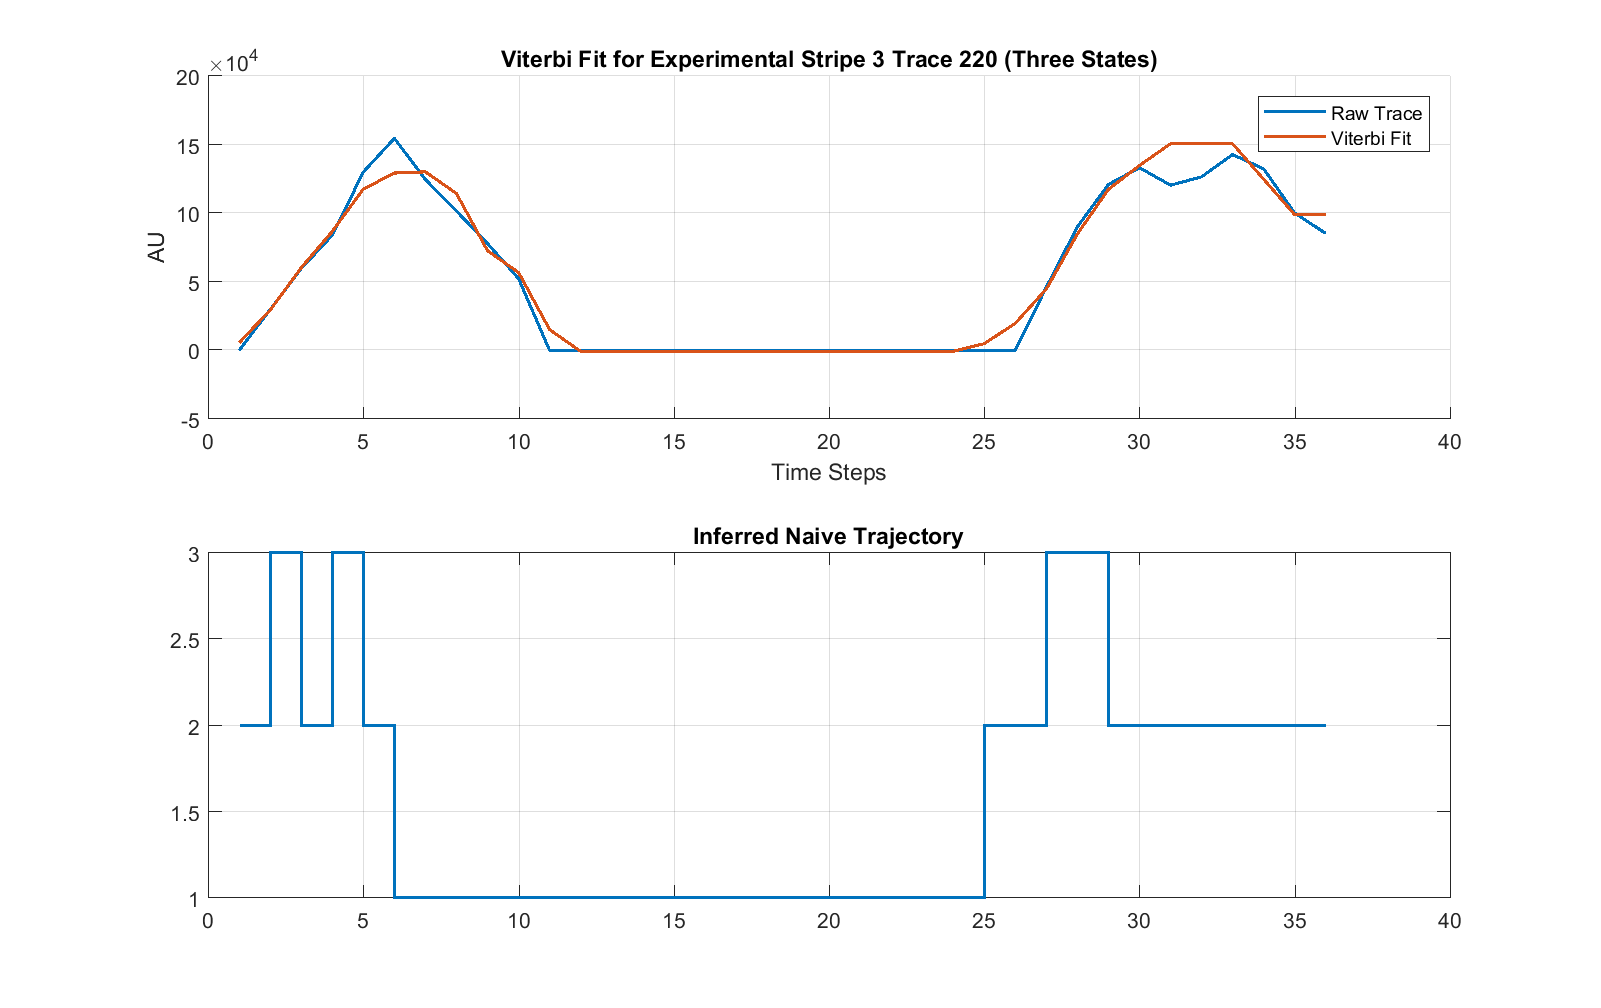 Viterbi Fit for Experimental Stripe 3 Trace 220 (Three States)
×10⁴
20
15
10
5
0
-5
AU
Raw Trace
Viterbi Fit
0 5 10 15 20 25 30 35 40
Time Steps
Inferred Naive Trajectory
3
2.5
2
1.5
1
0 5 10 15 20 25 30 35 40